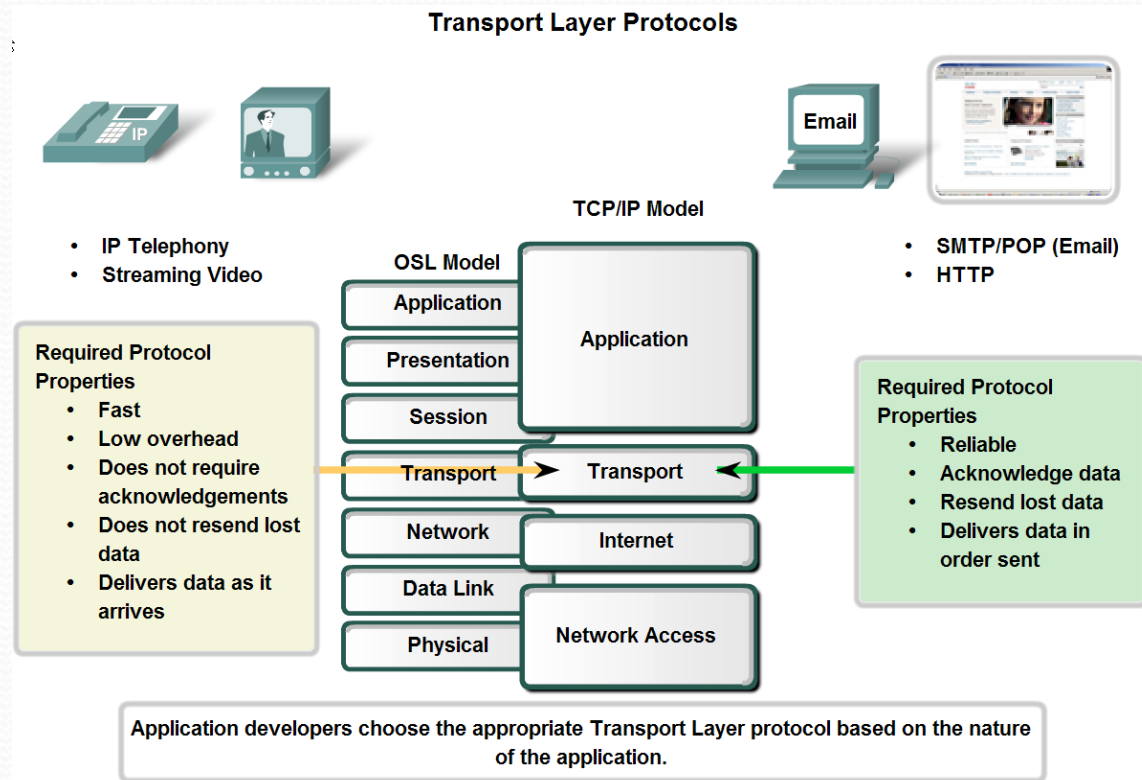 Transport Layer Protocols
IP
Email
TCP/IP Model
• IP Telephony
• Streaming Video
OSL Model
• SMTP/POP (Email)
• HTTP
Application
Presentation
Session
Transport
Network
Data Link
Physical
Application
Transport
Internet
Network Access
Required Protocol
Properties
• Fast
• Low overhead
• Does not require
acknowledgements
• Does not resend lost
data
• Delivers data as it
arrives
Required Protocol
Properties
• Reliable
• Acknowledge data
• Resend lost data
• Delivers data in
order sent
Application developers choose the appropriate Transport Layer protocol based on the nature
of the application.